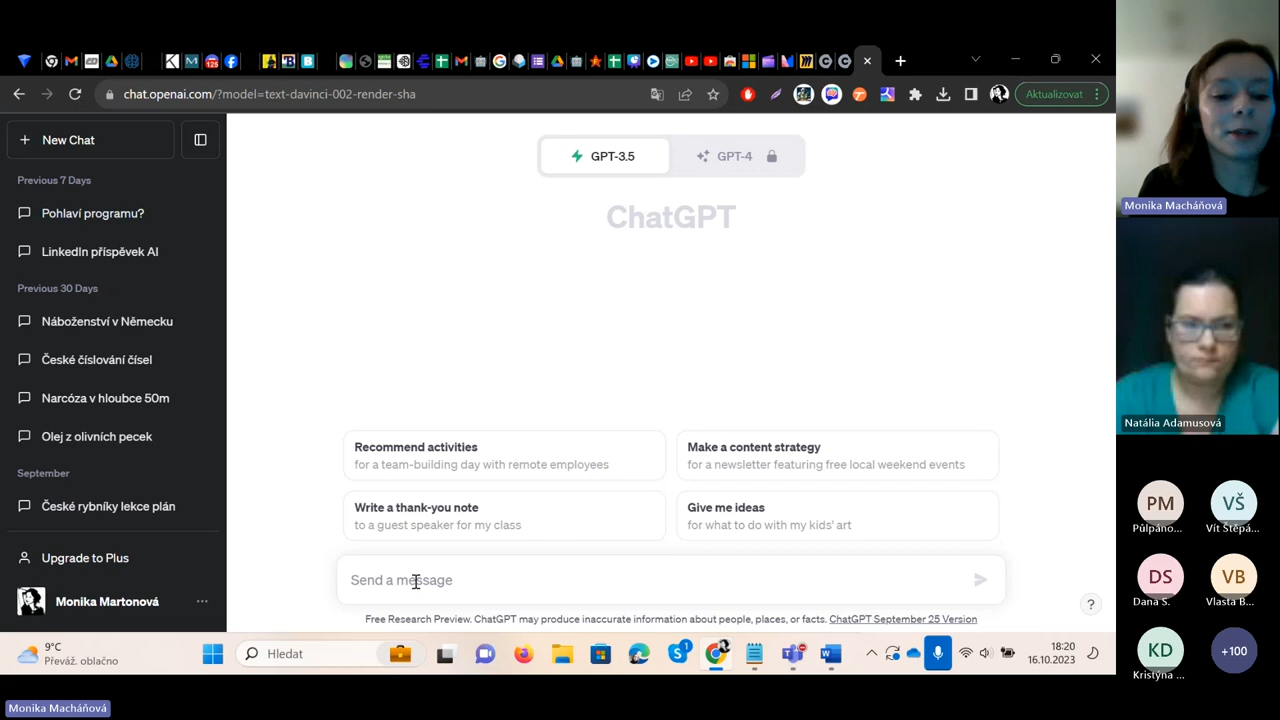 chat.openai.com/?model=text-davinci-002-render-sha
Aktualizovat
New Chat
Previous 7 Days
Pohlaví programu?
LinkedIn příspěvek AI
Previous 30 Days
Náboženství v Německu
České číslování čísel
Narcóza v hloubce 50m
Olej z olivních pecek
September
České rybníky lekce plán
Upgrade to Plus
Monika Martonová
GPT-3.5
GPT-4
ChatGPT
Recommend activities
for a team-building day with remote employees
Make a content strategy
for a newsletter featuring free local weekend events
Write a thank-you note
to a guest speaker for my class
Give me ideas
for what to do with my kids' art
Send a message
Free Research Preview. ChatGPT may produce inaccurate information about people, places, or facts. ChatGPT September 25 Version
?
9°C
Převáž. oblačno
Hledat
18:20
16.10.2023
Monika Macháňová
Monika Macháňová
Natália Adamusová
PM
Půlpáno...
VŠ
Vít Štěpá...
DS
Dana S.
VB
Vlasta B...
KD
Kristýna ...
+100